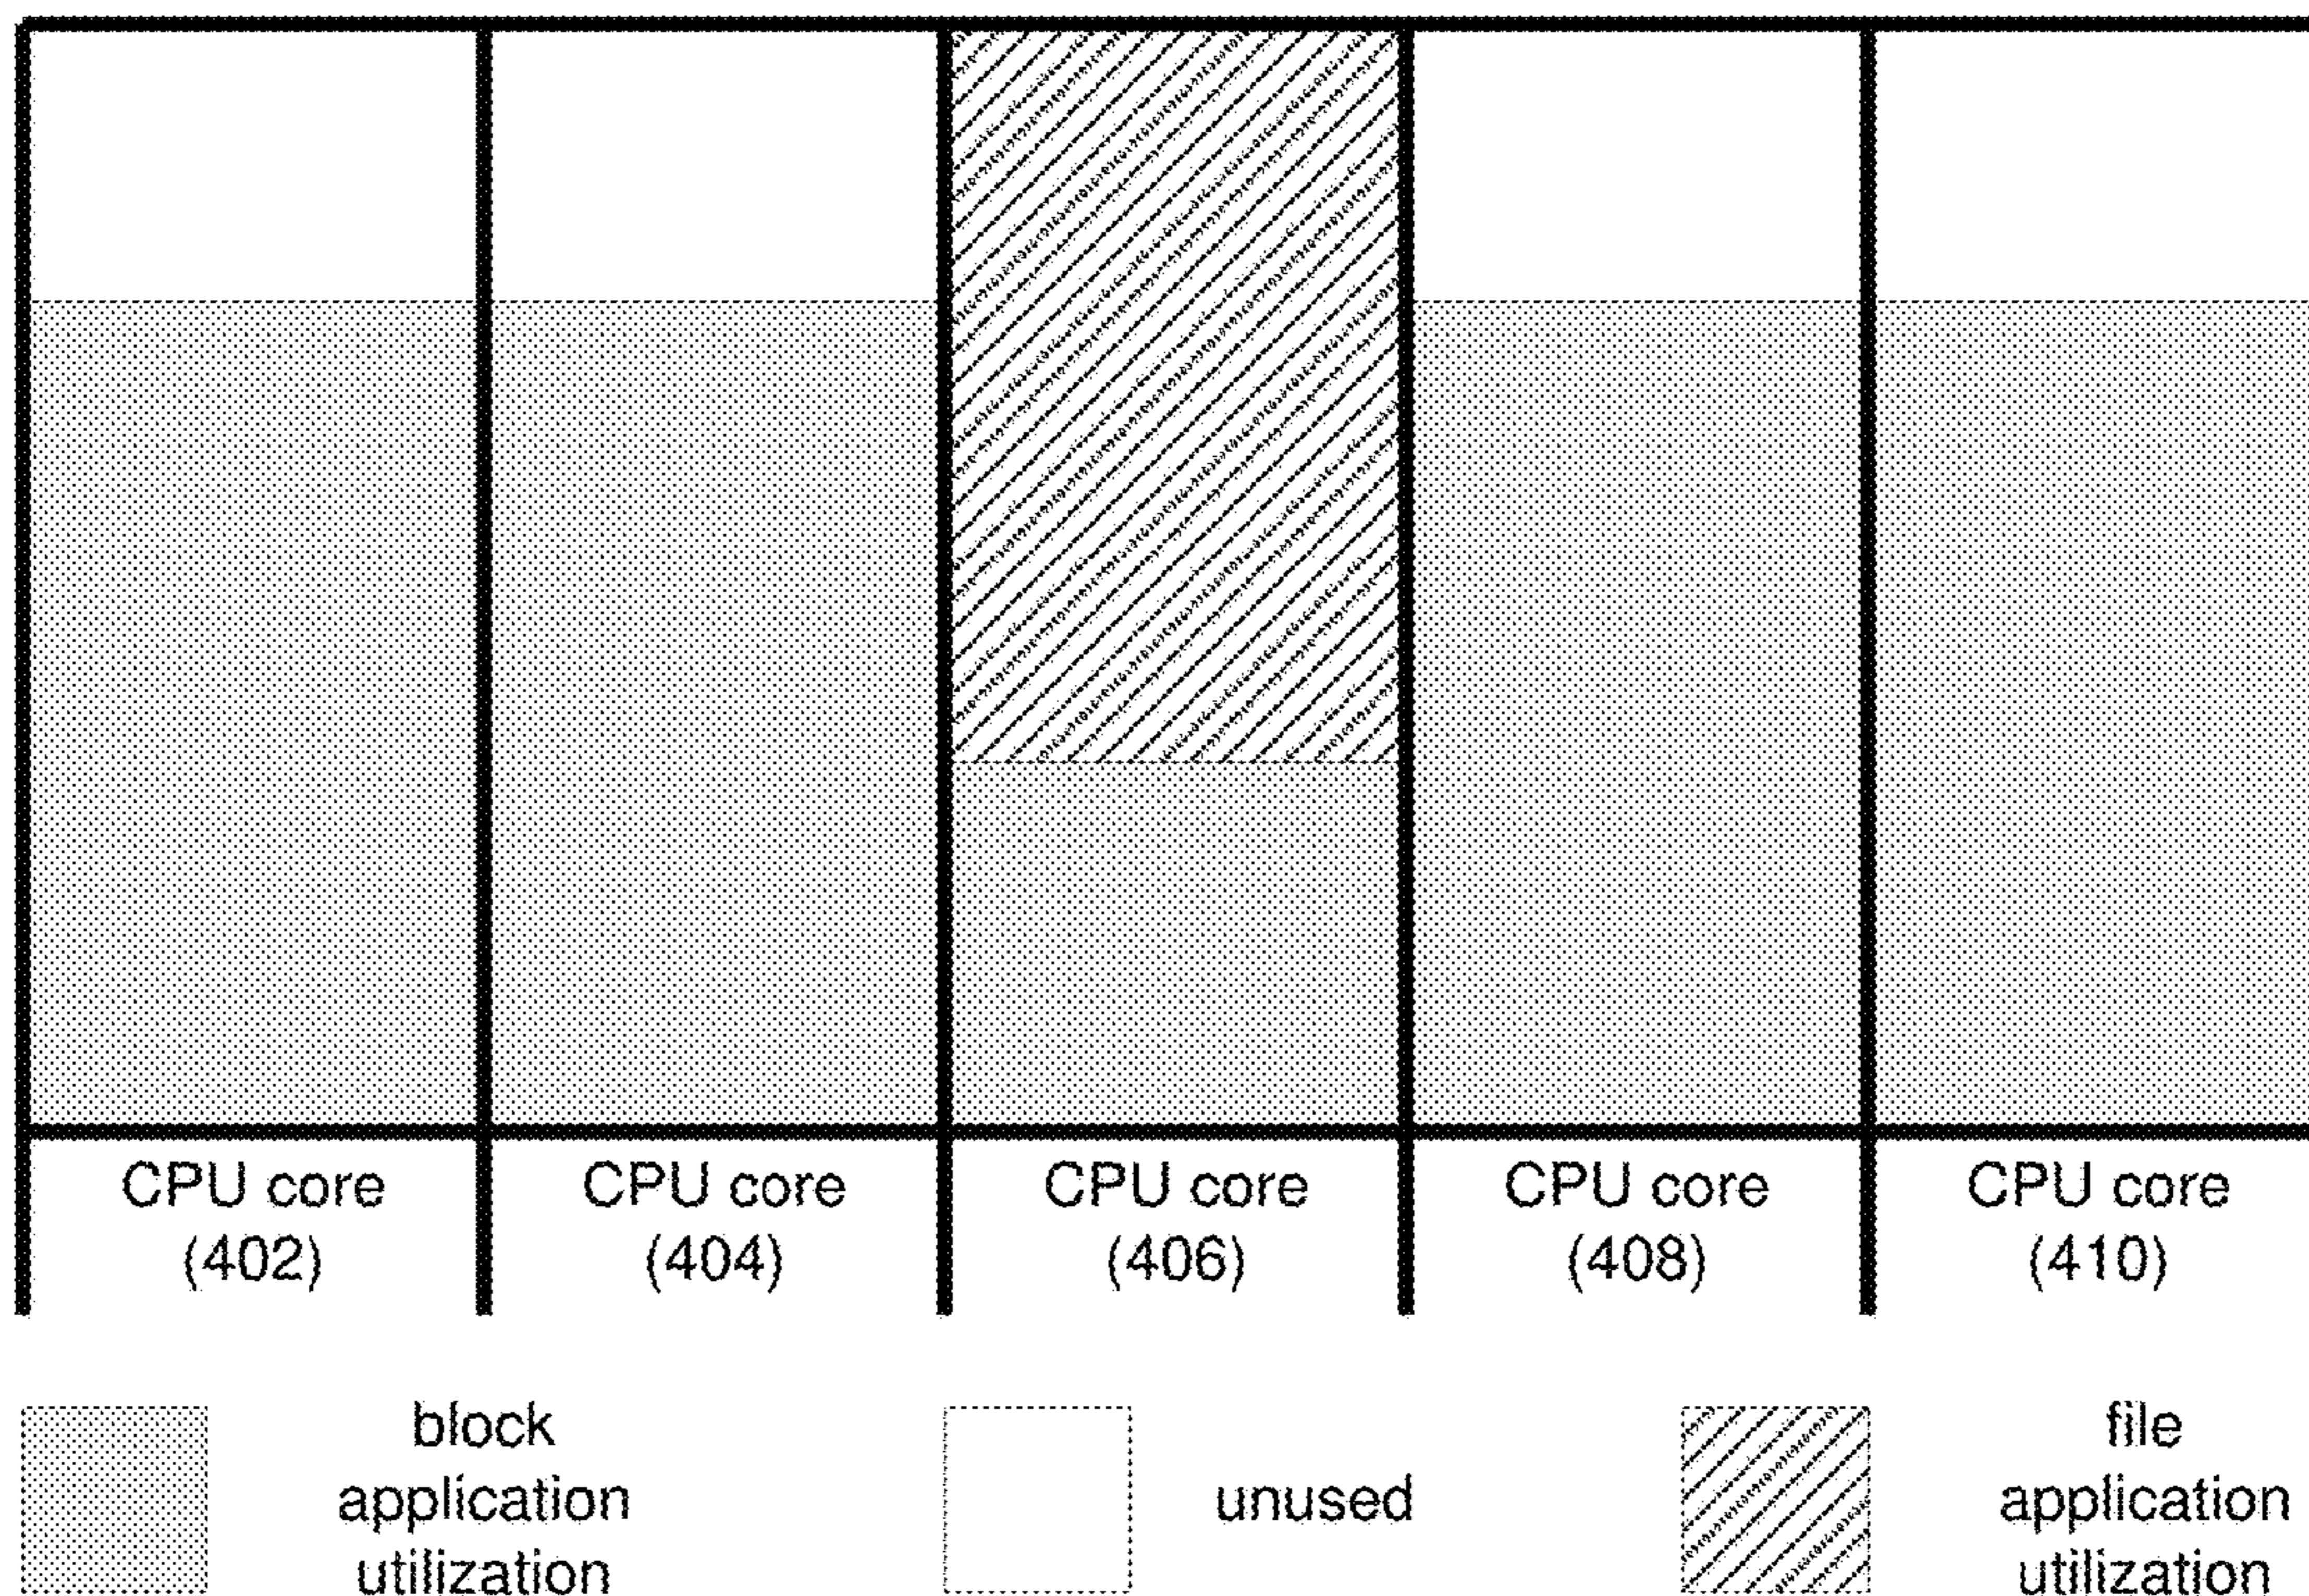 CPU core
(402)
CPU core
(404)
CPU core
(406)
CPU core
(408)
CPU core
(410)
block
application
utilization
unused
file
application
utilization